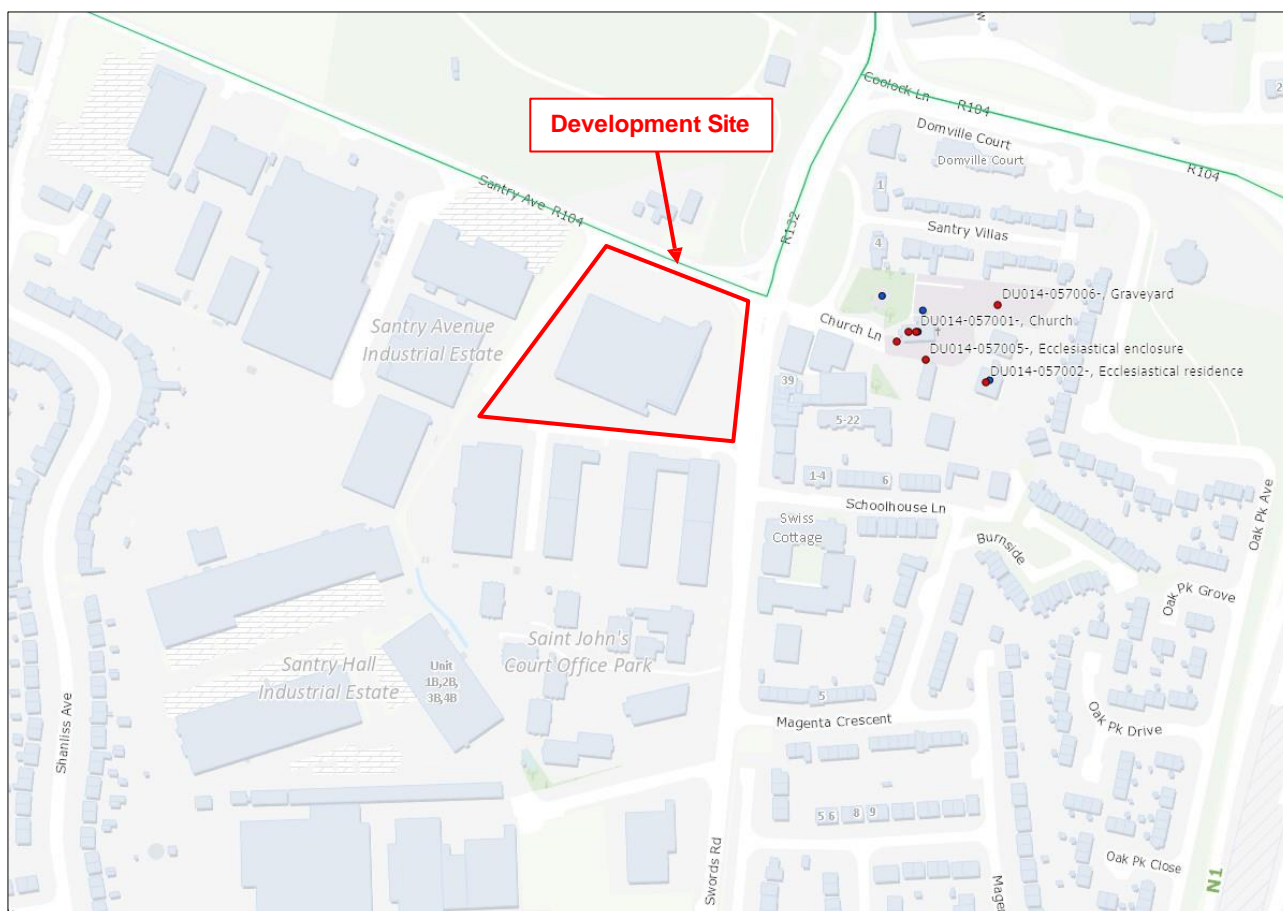 Development Site
Coolock Ln
R104
Domville Court
Domville Court
R104
Santry Ave R104
R132
1
Santry Villas
4
DU014-057006-, Graveyard
DU014-057001-, Church
Church Ln
DU014-057005-, Ecclesiastical enclosure
DU014-057002-, Ecclesiastical residence
Santry Avenue
Industrial Estate
39
5-22
1-4
6
Schoolhouse Ln
Swiss
Cottage
Burnside
Oak Pk Ave
Oak Pk Grove
Saint John's
Court Office Park
Santry Hall
Industrial Estate
Unit
1B,2B,
3B,4B
Shanliss Ave
5
Magenta Crescent
Oak Pk Drive
5 6
8
9
Swords Rd
Oak Pk Close
N1